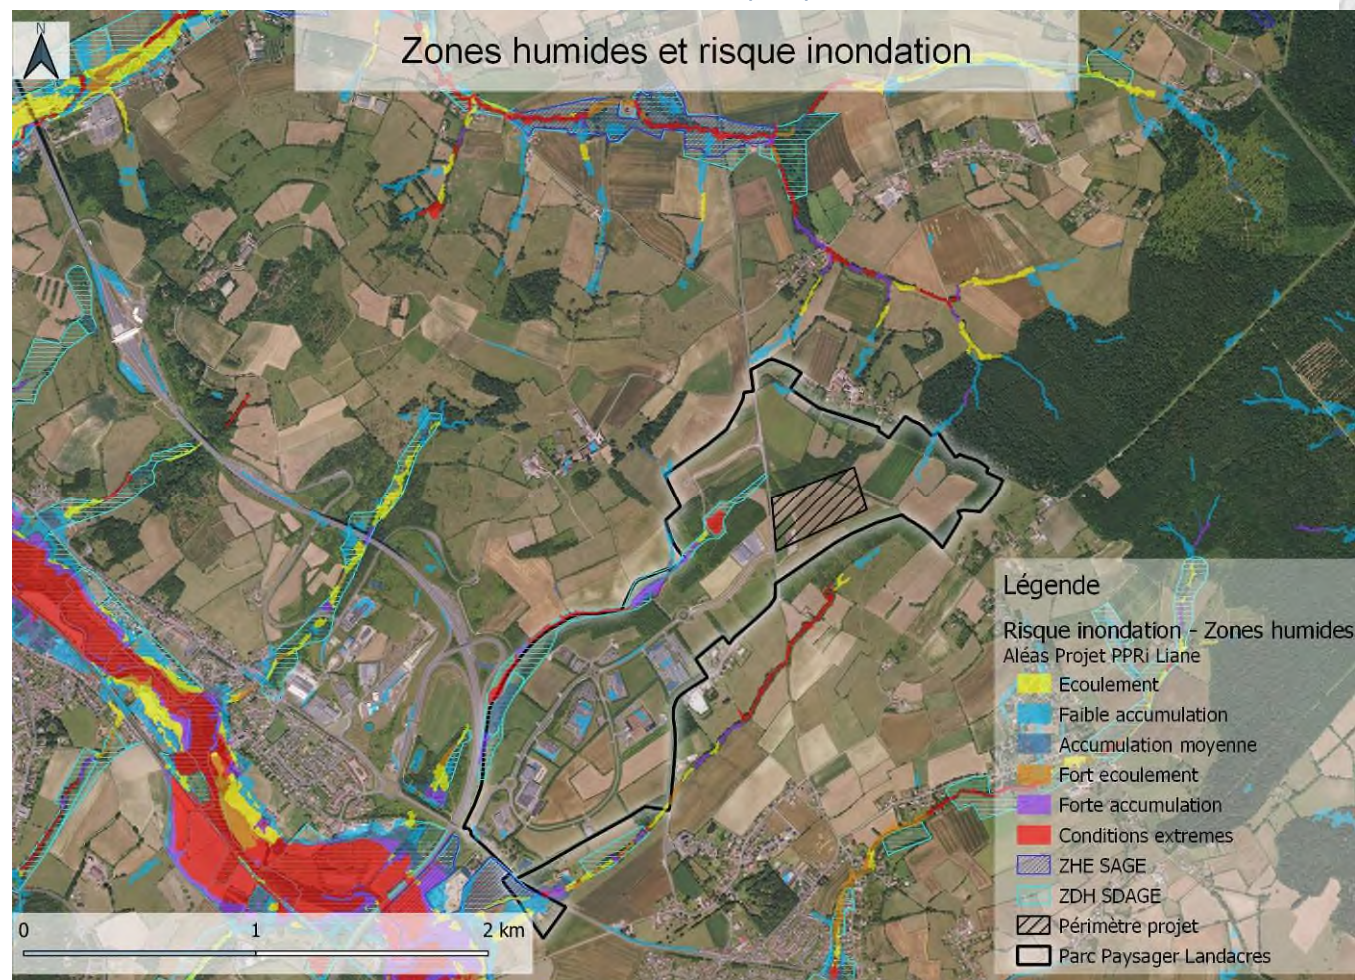 Zones humides et risque inondation
N
Légende
Risque inondation - Zones humides
Aléas Projet PPRi Liane
Ecoulement
Faible accumulation
Accumulation moyenne
Fort ecoulement
Forte accumulation
Conditions extremes
ZHE SAGE
ZDH SDAGE
Périmètre projet
Parc Paysager Landacres
0 1 2 km